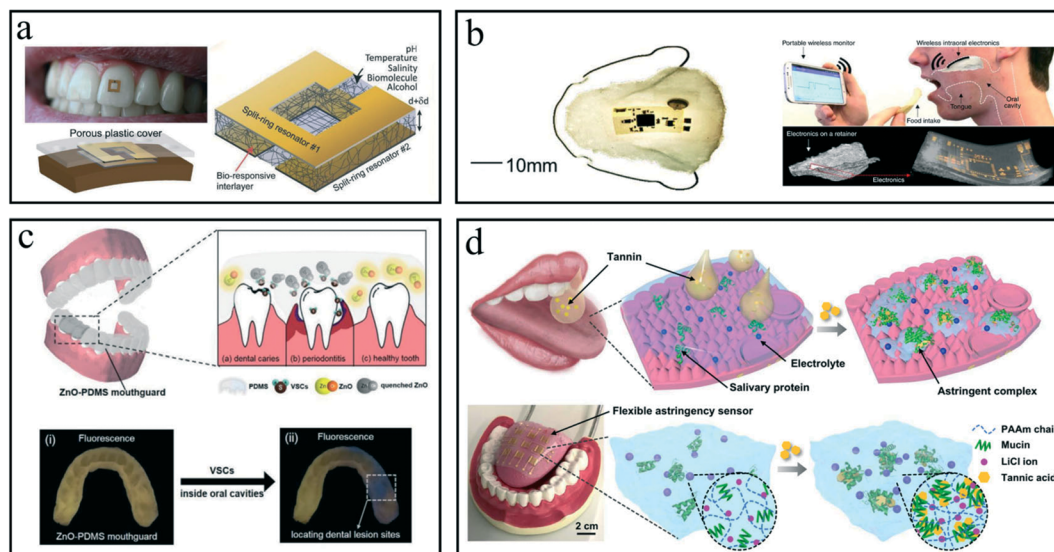 a
pH
Temperature
Salinity
Biomolecule
Alcohol
d+δd
Split-ring resonator #1
Split-ring resonator #2
Porous plastic cover
Bio-responsive
interlayer
b
10mm
Portable wireless monitor
Wireless intraoral electronics
Tongue
Oral
cavity
Food intake
Electronics on a retainer
Electronics
c
ZnO-PDMS mouthguard
(a) dental caries
(b) periodontitis
(c) healthy tooth
PDMS
VSCs
ZnO
quenched ZnO
(i)
Fluorescence
ZnO-PDMS mouthguard
VSCs
inside oral cavities
(ii)
Fluorescence
locating dental lesion sites
d
Tannin
Electrolyte
Salivary protein
Astringent complex
Flexible astringency sensor
2 cm
PAAm chain
Mucin
LiCl ion
Tannic acid